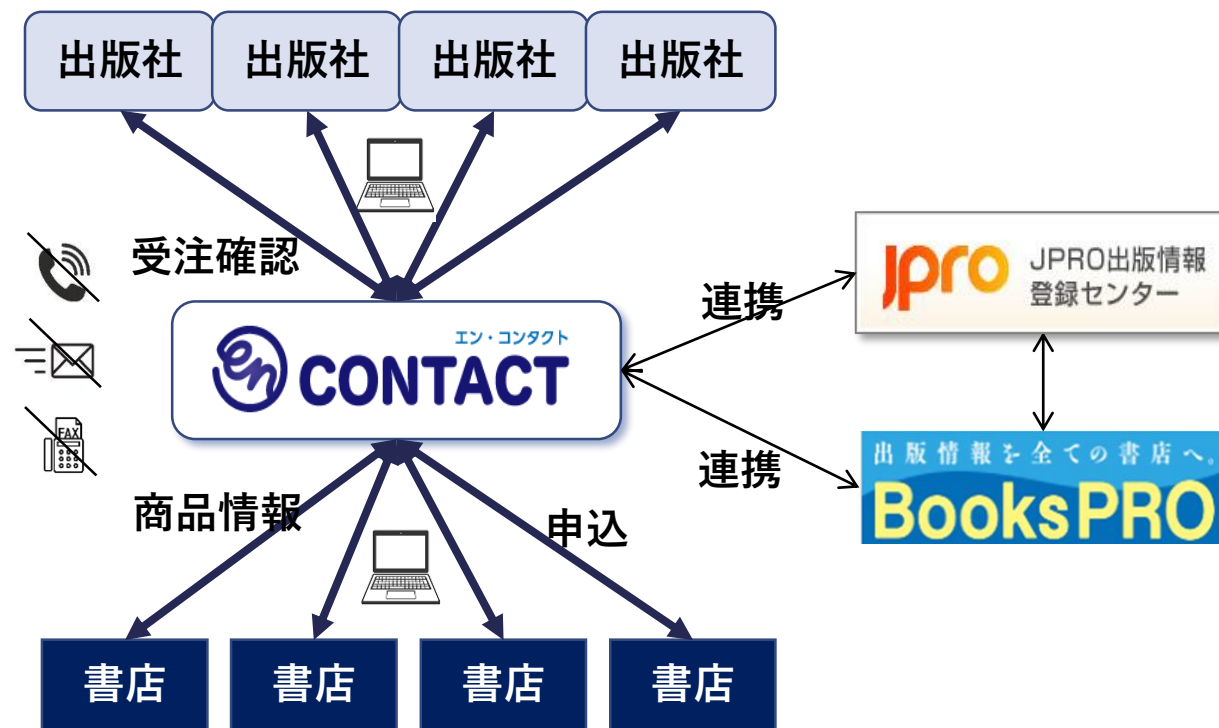 出版社
出版社
出版社
出版社
受注確認
エン・コンタクト
en CONTACT
連携
jpro
JPRO出版情報
登録センター
連携
出版情報を全ての書店へ。
BooksPRO
FAX
商品情報
申込
書店
書店
書店
書店